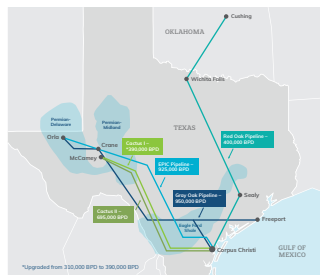 Cushing
OKLAHOMA
Wichita Falls
Permian-
Delaware
Permian-
Midland
TEXAS
Orla
Crane
McCamey
Cactus I –
*390,000 BPD
Red Oak Pipeline –
400,000 BPD
EPIC Pipeline –
925,000 BPD
Gray Oak Pipeline –
950,000 BPD
Sealy
Cactus II –
695,000 BPD
Freeport
Eagle Ford
Shale
Corpus Christi
GULF OF
MEXICO
*Upgraded from 310,000 BPD to 390,000 BPD